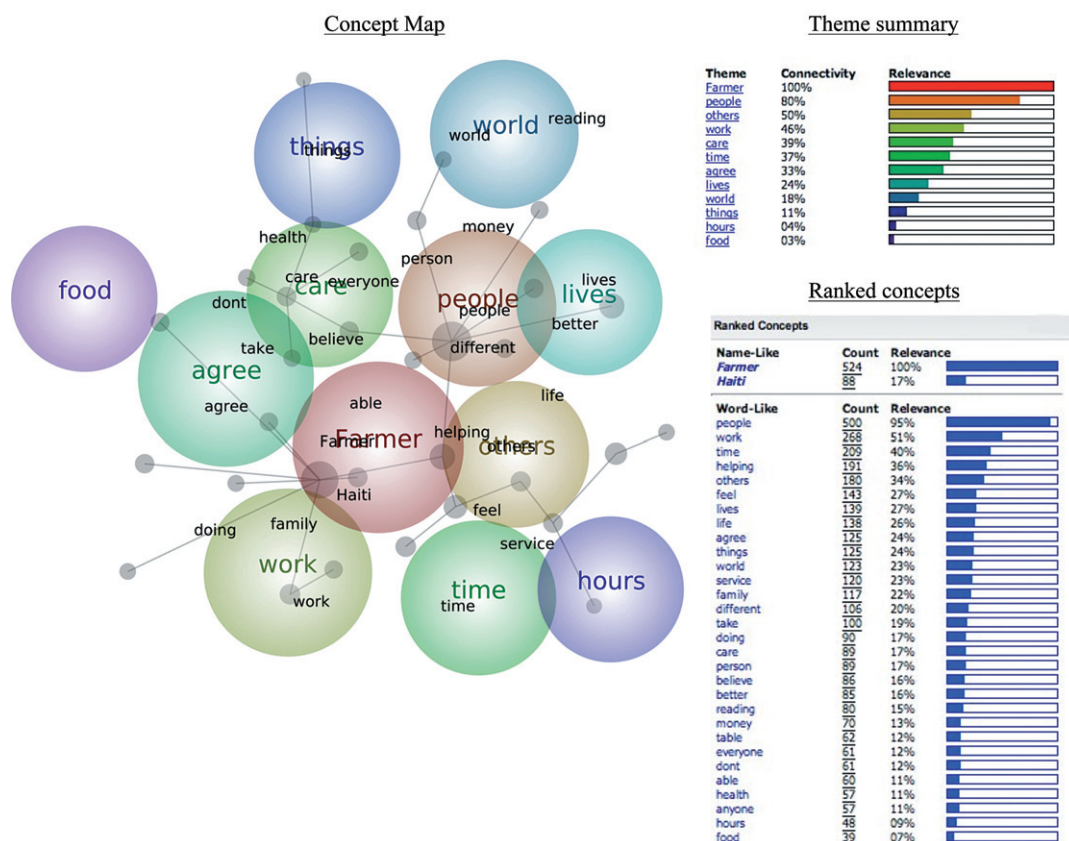 Concept Map
things
things
world
world
reading
food
health
care
care
everyone
dont
believe
money
person
people
people
different
lives
lives
better
take
agree
agree
able
Farmer
Farmer
Haiti
helping
life
others
others
feel
doing
family
work
work
service
time
time
hours
Theme summary
Theme Connectivity Relevance
Farmer 100%
people 80%
others 50%
work 46%
care 39%
time 37%
agree 33%
lives 24%
world 18%
things 11%
hours 04%
food 03%
Ranked concepts
Ranked Concepts
Name-Like Count Relevance
Farmer 524 100%
Haiti 88 17%
Word-Like Count Relevance
people 500 95%
work 268 51%
time 209 40%
helping 191 36%
others 180 34%
feel 143 27%
lives 139 27%
life 138 26%
agree 125 24%
things 125 24%
world 123 23%
service 120 23%
family 117 22%
different 106 20%
take 100 19%
doing 90 17%
care 89 17%
person 89 17%
believe 86 16%
better 85 16%
reading 80 15%
money 70 13%
table 62 12%
everyone 61 12%
dont 61 12%
able 60 11%
health 57 11%
anyone 57 11%
hours 48 09%
food 39 07%